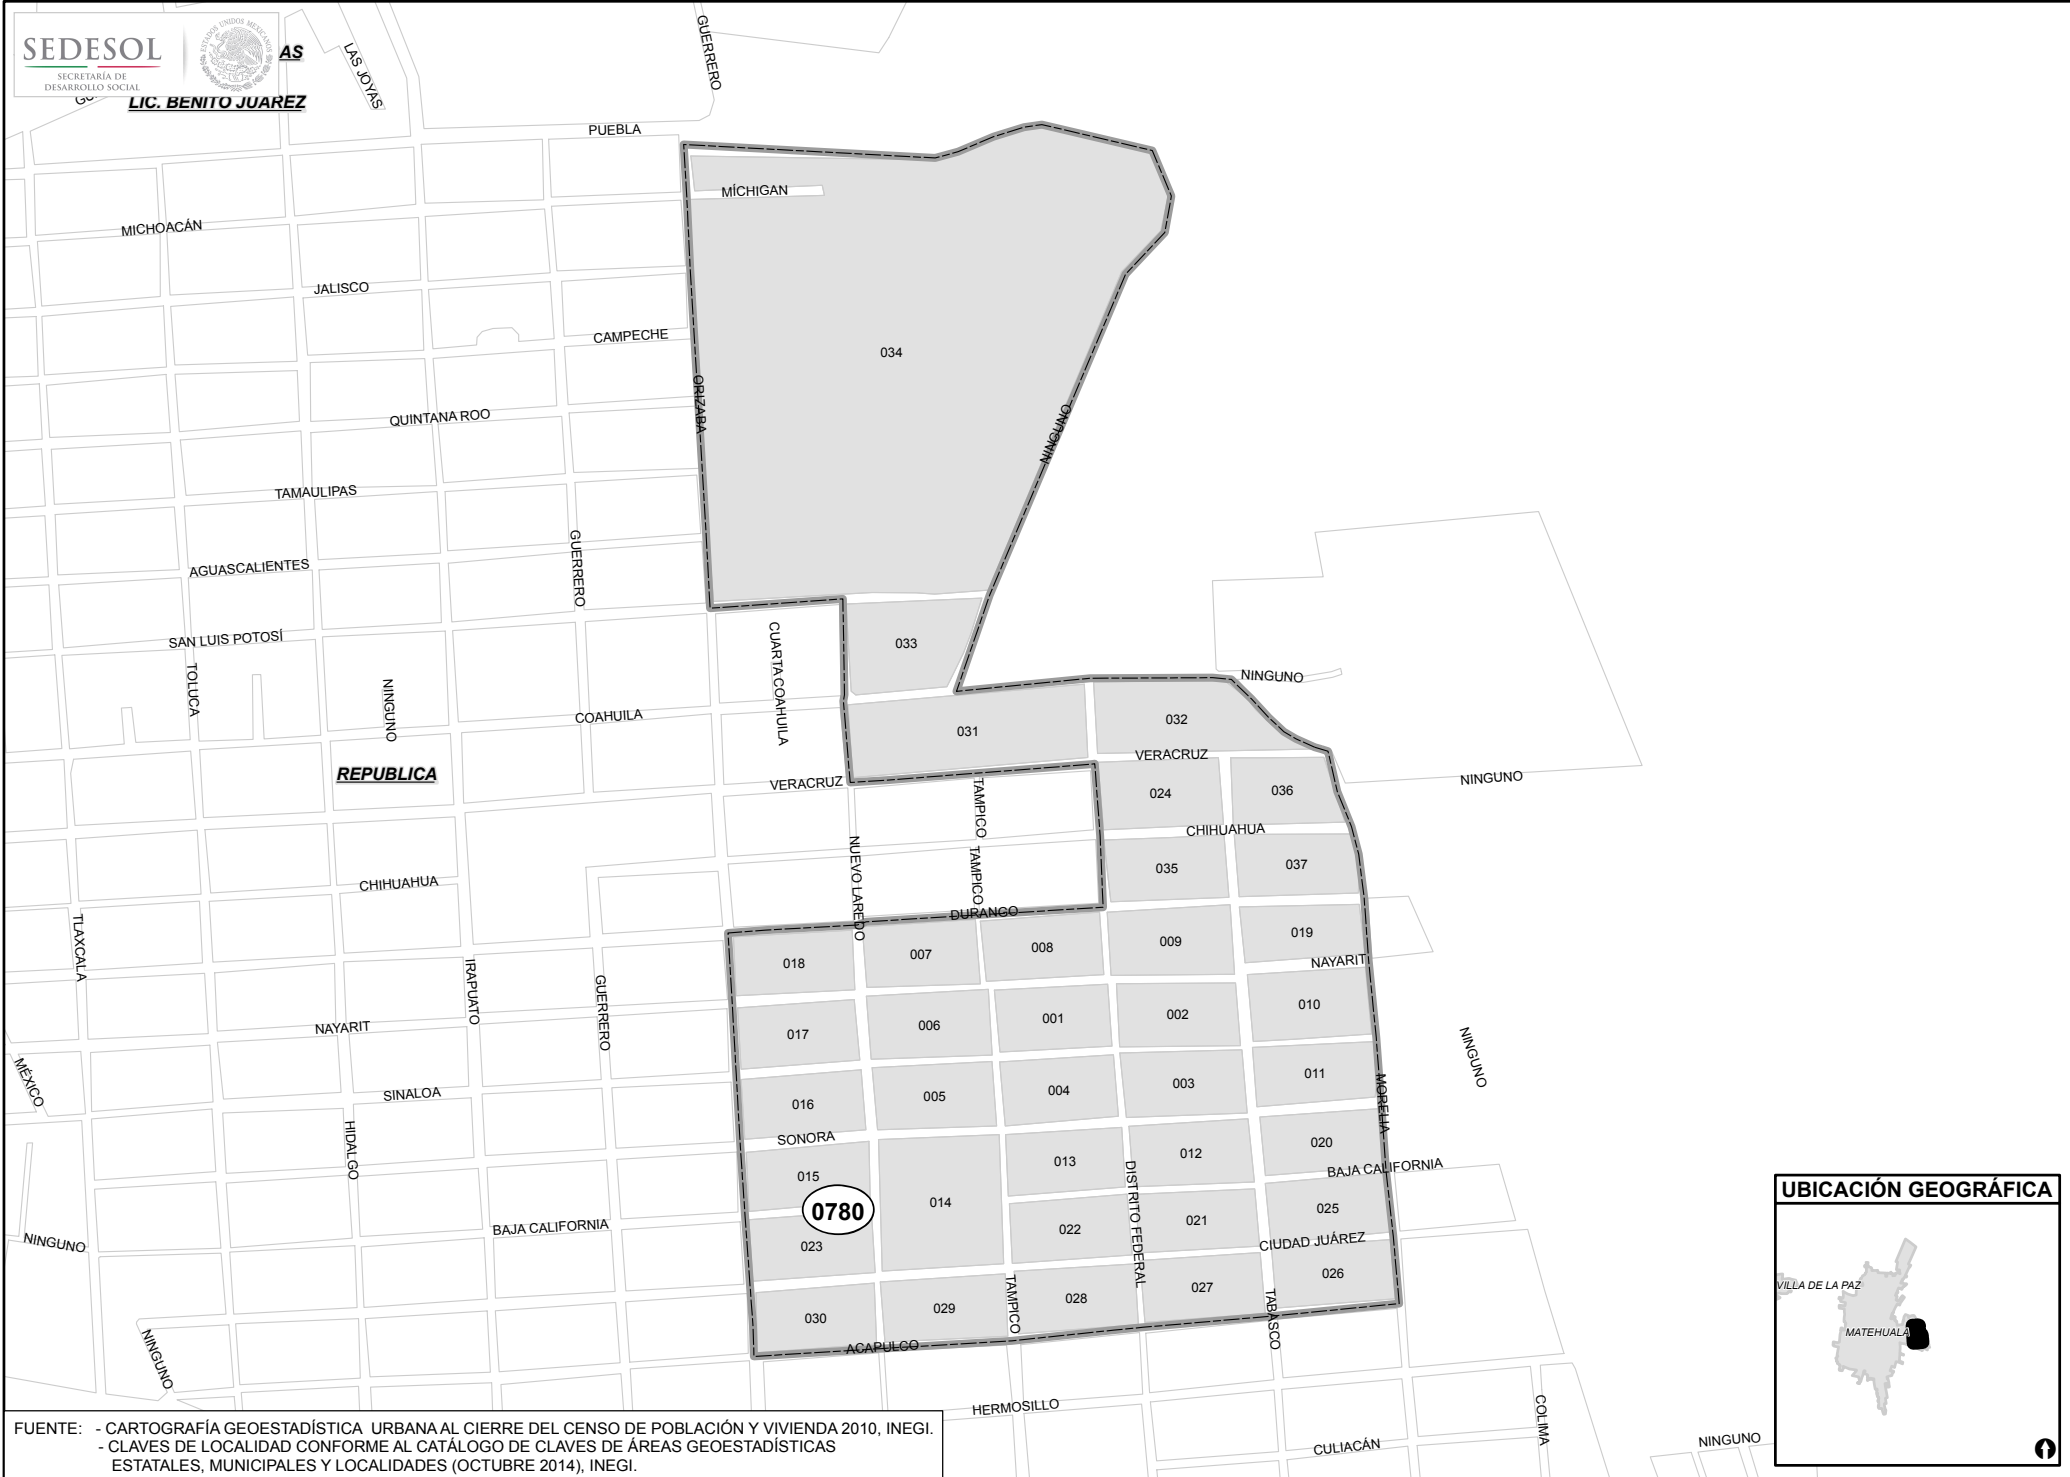 SEDESOL
SECRETARÍA DE
DESARROLLO SOCIAL
ESTADOS UNIDOS MEXICANOS
AS
LIC. BENITO JUAREZ
LAS JOYAS
GUERRERO
PUEBLA
MÍCHIGAN
MICHOACÁN
JALISCO
CAMPECHE
034
ORIZABA
NINGUNO
QUINTANA ROO
TAMAULIPAS
GUERRERO
AGUASCALIENTES
SAN LUIS POTOSÍ
TOLUCA
NINGUNO
CUARTA COAHUILA
033
NINGUNO
COAHUILA
031
032
VERACRUZ
REPUBLICA
VERACRUZ
TAMPICO
024
036
NINGUNO
CHIHUAHUA
NUEVO LAREDO
TAMPICO
035
037
CHIHUAHUA
DURANGO
TLAXCALA
018
007
008
009
019
NAYARIT
IRAPUATO
GUERRERO
017
006
001
002
010
NAYARIT
NINGUNO
MÉXICO
SINALOA
016
005
004
003
011
MORELIA
HIDALGO
SONORA
015
014
013
012
020
BAJA CALIFORNIA
0780
DISTRITO FEDERAL
BAJA CALIFORNIA
NINGUNO
023
022
021
025
CIUDAD JUÁREZ
030
029
TAMPICO
028
027
026
TABASCO
ACAPULCO
NINGUNO
HERMOSILLO
CULIACÁN
COLIMA
NINGUNO
UBICACIÓN GEOGRÁFICA
VILLA DE LA PAZ
MATEHUALA
FUENTE: - CARTOGRAFÍA GEOESTADÍSTICA URBANA AL CIERRE DEL CENSO DE POBLACIÓN Y VIVIENDA 2010, INEGI.
- CLAVES DE LOCALIDAD CONFORME AL CATÁLOGO DE CLAVES DE ÁREAS GEOESTADÍSTICAS
ESTATALES, MUNICIPALES Y LOCALIDADES (OCTUBRE 2014), INEGI.
010